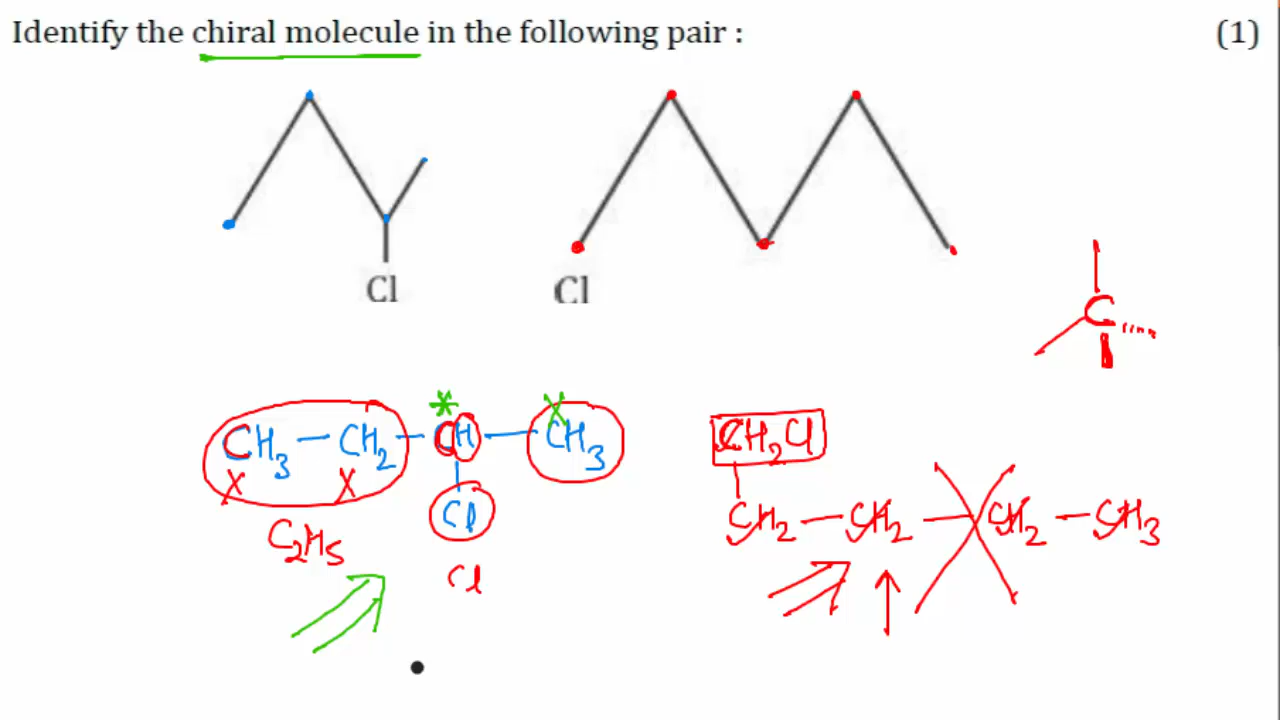 Identify the chiral molecule in the following pair : (1)
Cl Cl
C
* X
CH₃ — CH₂ — CH — CH₃ CH₂Cl
X X
Cl CH₂ — CH₂ — CH₂ — CH₃
C₂H₅
Cl